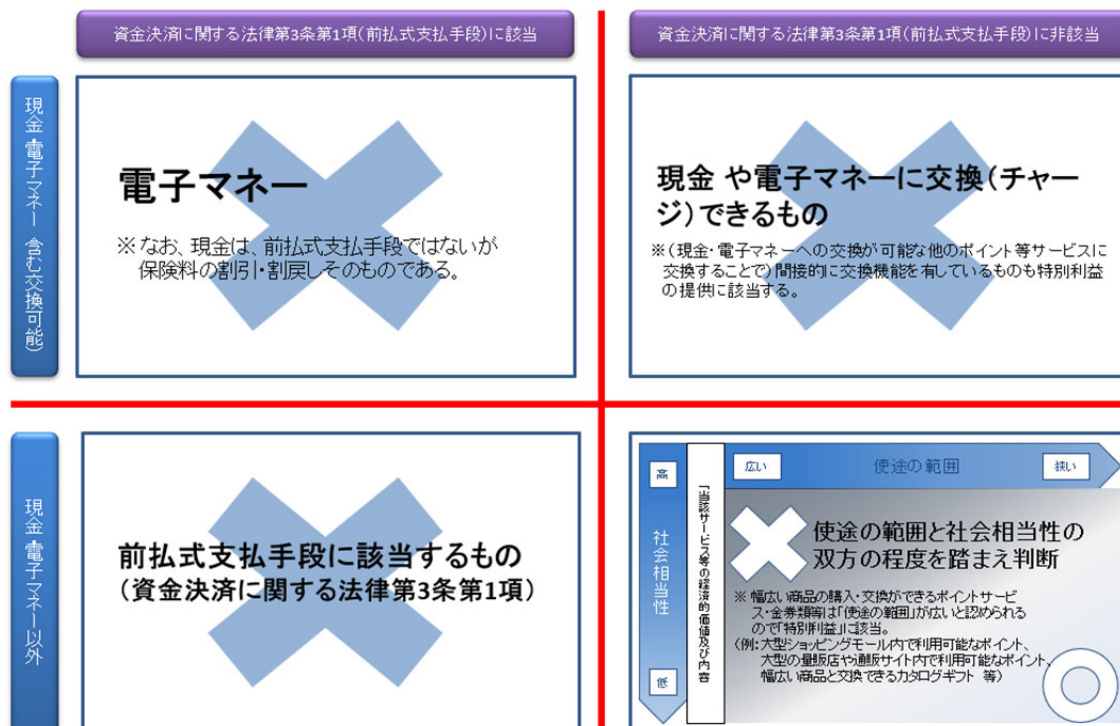 資金決済に関する法律第3条第1項(前払式支払手段)に該当
資金決済に関する法律第3条第1項(前払式支払手段)に非該当
現金・電子マネー(含む交換可能)
電子マネー
※なお、現金は、前払式支払手段ではないが
保険料の割引・割戻しそのものである。
現金 や電子マネーに交換(チャー
ジ)できるもの
※(現金・電子マネーへの交換が可能な他のポイント等サービスに
交換することで)間接的に交換機能を有しているものも特別利益
の提供に該当する。
現金・電子マネー以外
前払式支払手段に該当するもの
(資金決済に関する法律第3条第1項)
高
社会相当性
低
「当該サービス等の経済的価値及び内容
広い
使途の範囲
狭い
使途の範囲と社会相当性の
双方の程度を踏まえ判断
※ 幅広い商品の購入・交換ができるポイントサービ
ス・金券類等は「使途の範囲」が広いと認められる
ので「特別利益」に該当。
(例:大型ショッピングモール内で利用可能なポイント、
大型の量販店や通販サイト内で利用可能なポイント、
幅広い商品と交換できるカタログギフト 等)